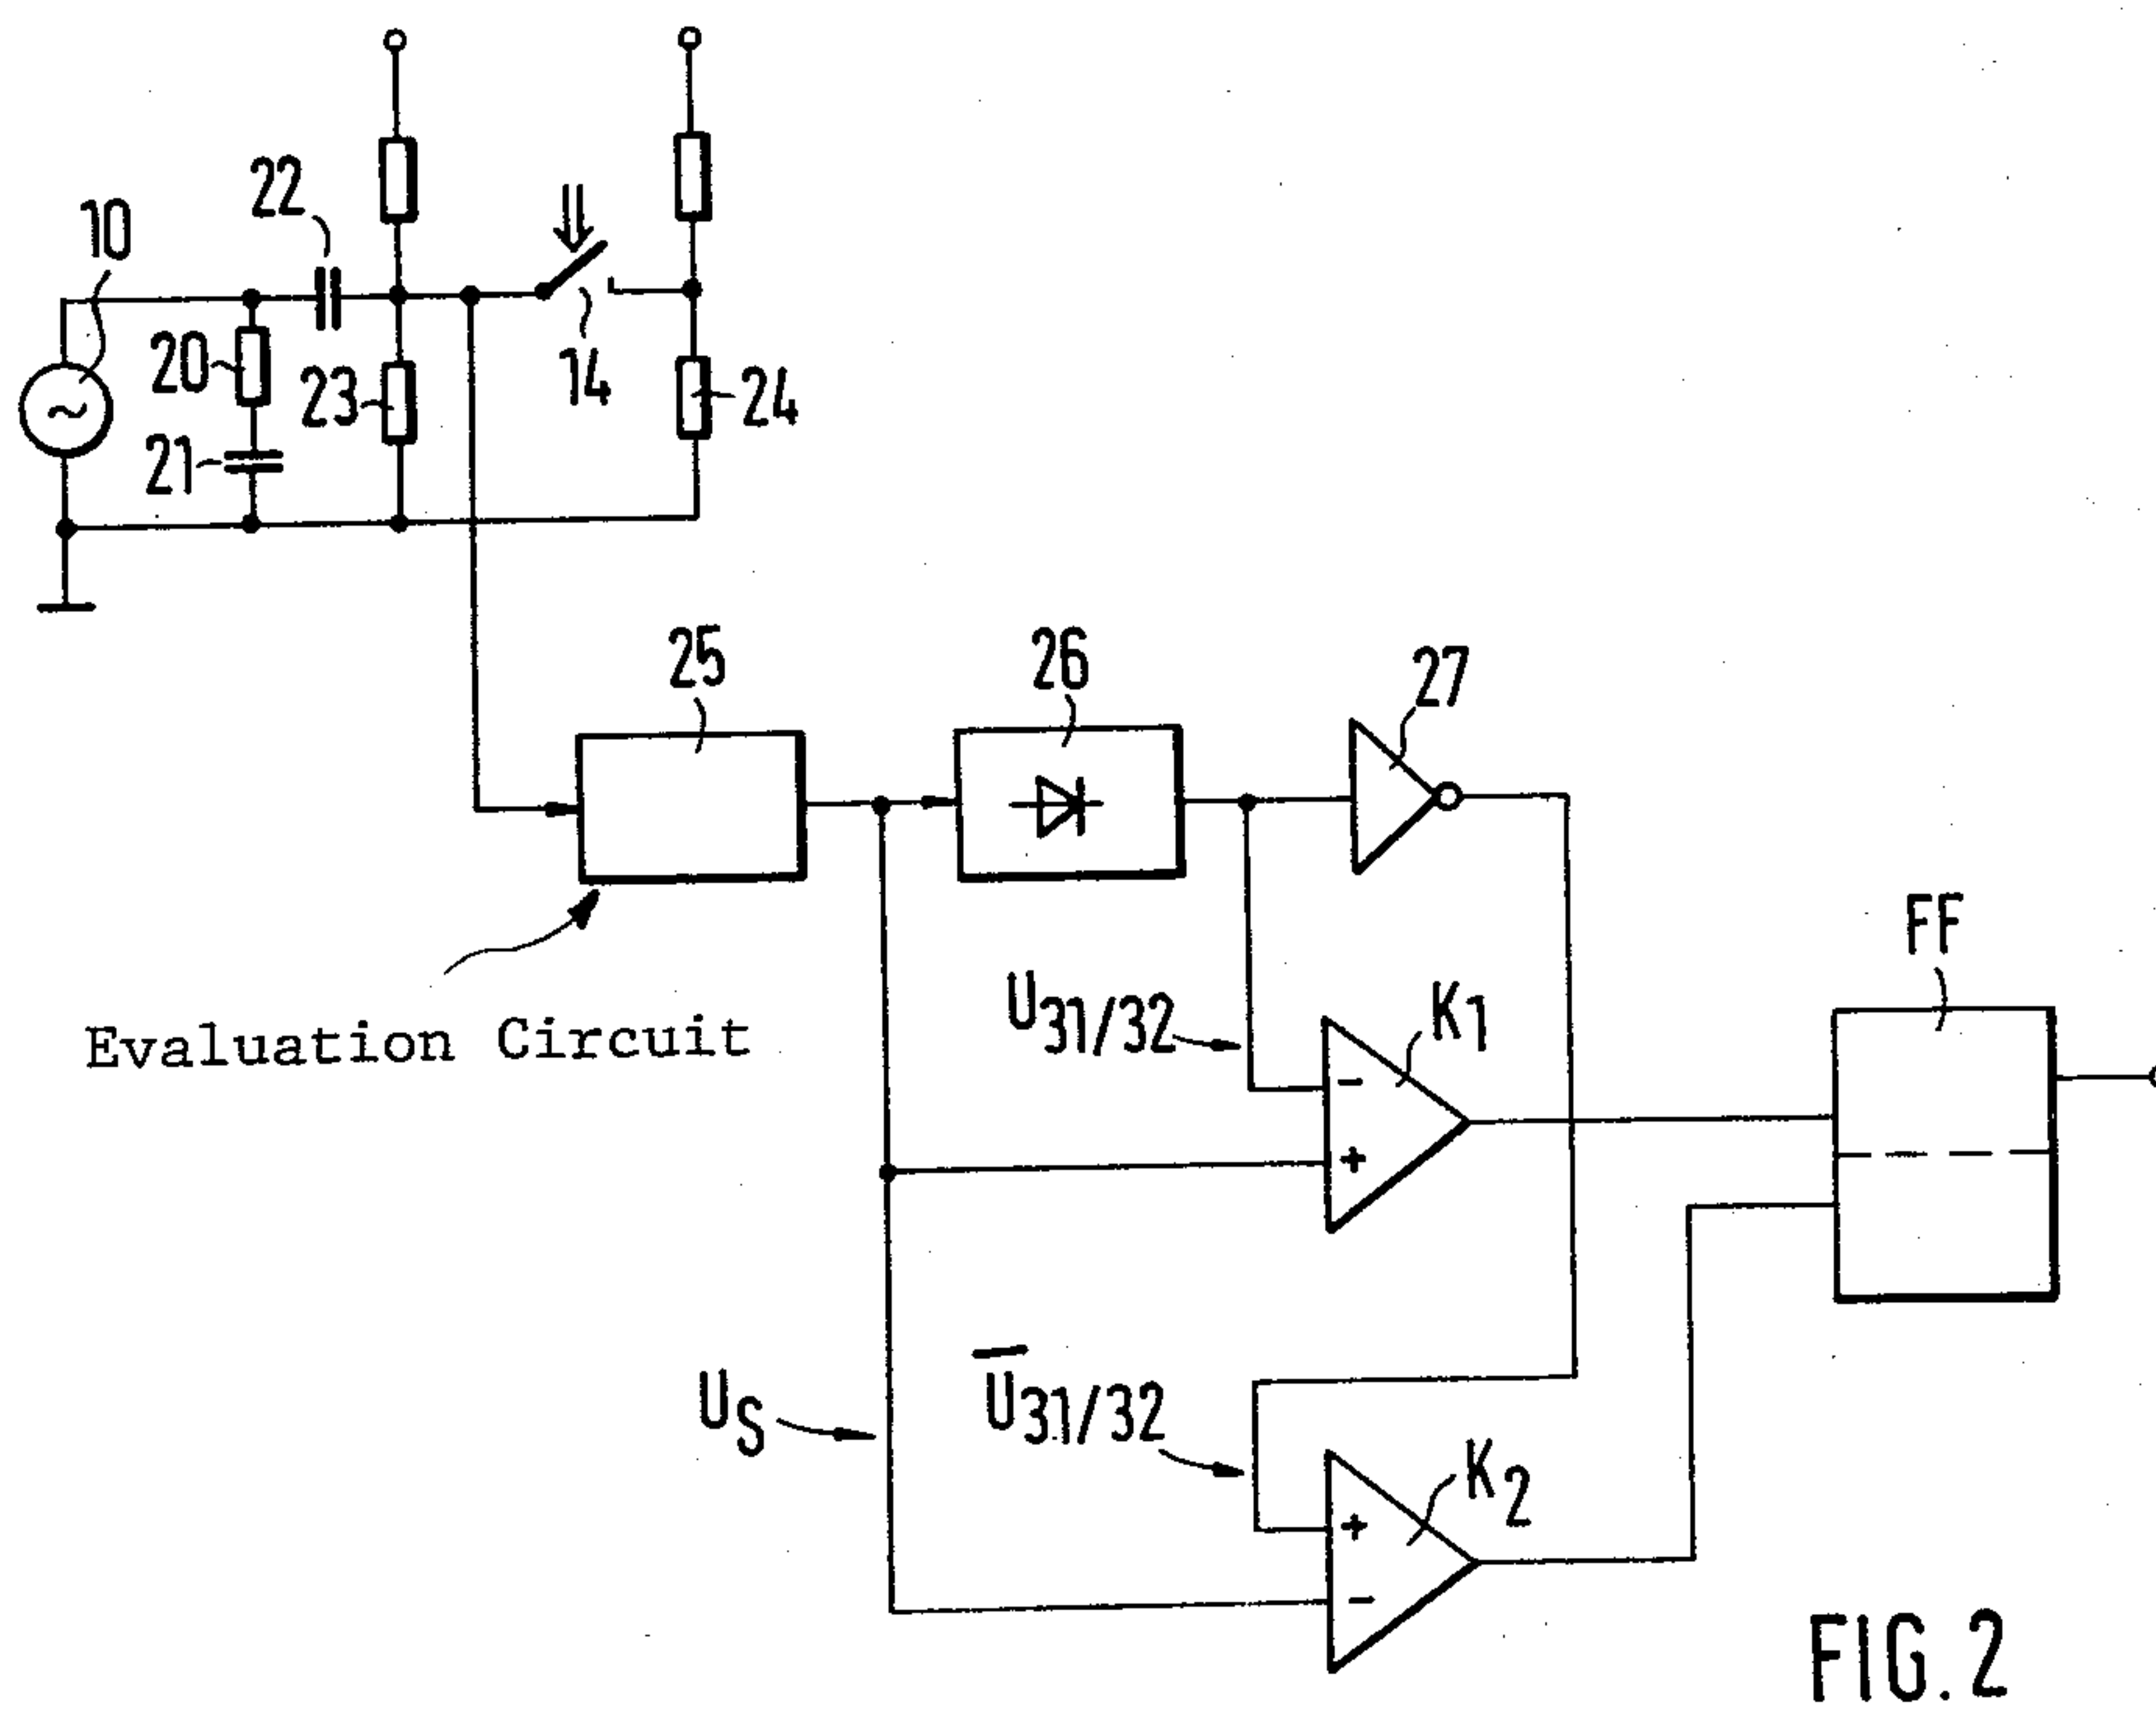 22
10
20
23
14
24
21
25
26
27
Evaluation Circuit
FF
U31/32
K1
-
+
US
U̅31/32
K2
+
-
FIG. 2